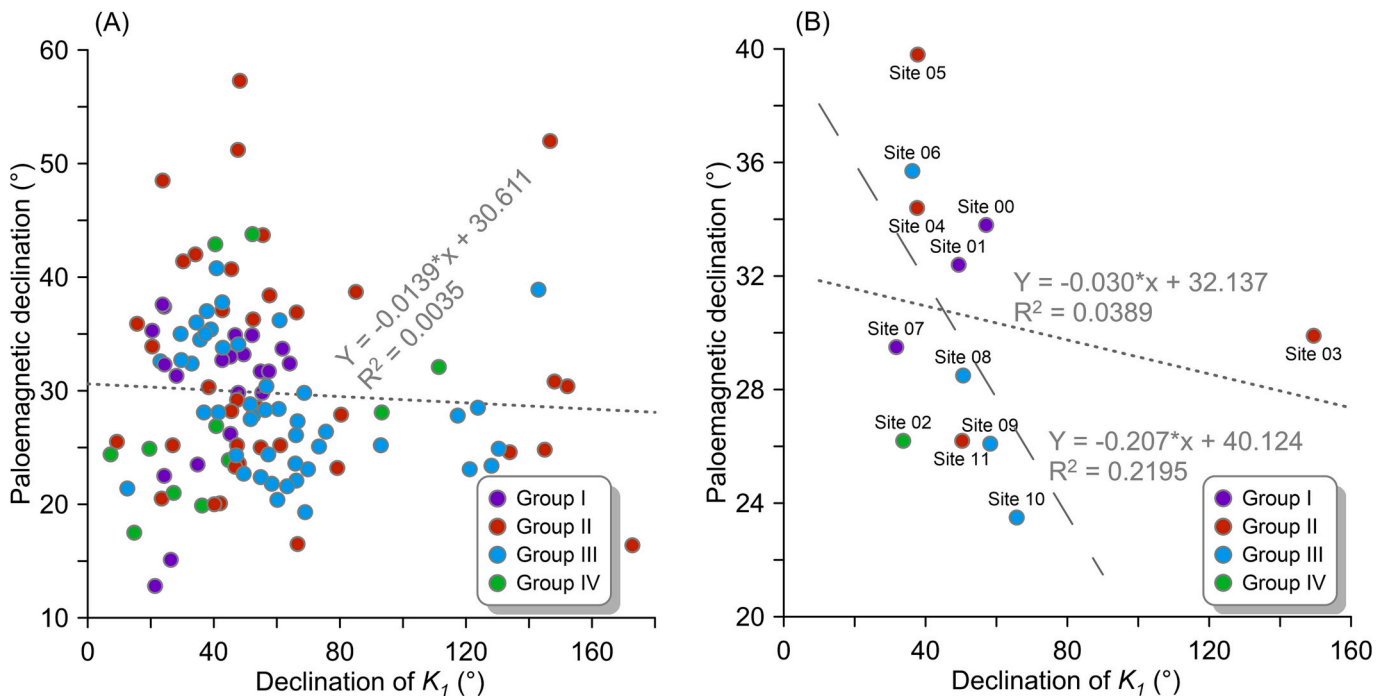 (A)
Paloemagnetic declination (°)
60
50
40
30
20
10
0
40
80
120
160
Declination of K1 (°)
Y = -0.0139*x + 30.611
R2 = 0.0035
Group I
Group II
Group III
Group IV
(B)
Paloemagnetic declination (°)
40
36
32
28
24
20
0
40
80
120
160
Declination of K1 (°)
Site 05
Site 06
Site 04
Site 00
Site 01
Y = -0.030*x + 32.137
R2 = 0.0389
Site 07
Site 08
Site 03
Site 02
Site 09
Site 11
Y = -0.207*x + 40.124
R2 = 0.2195
Site 10
Group I
Group II
Group III
Group IV